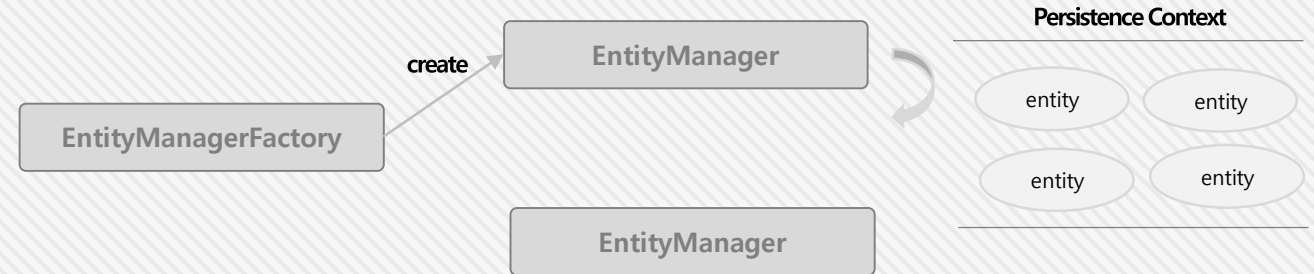 Persistence Context
EntityManager
create
entity
entity
EntityManagerFactory
entity
entity
EntityManager